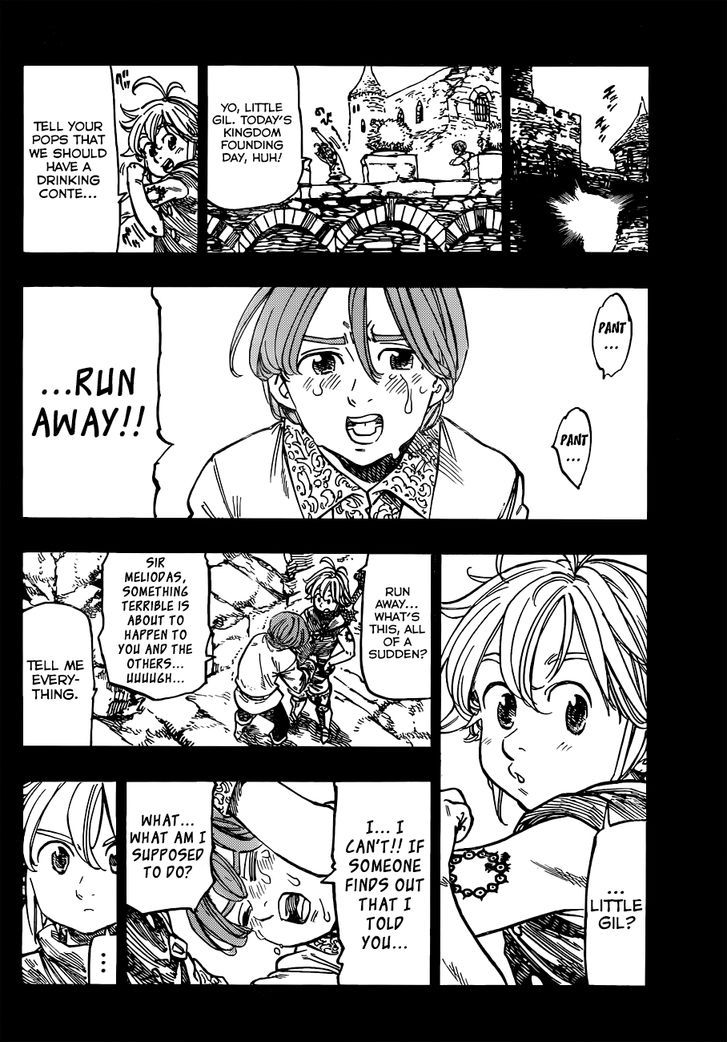 YO, LITTLE
GIL. TODAY'S
KINGDOM
FOUNDING
DAY, HUH!
TELL YOUR
POPS THAT
WE SHOULD
HAVE A
DRINKING
CONTE...
PANT
...
PANT
...
...RUN
AWAY!!
...
LITTLE
GIL?
RUN
AWAY...
WHAT'S
THIS, ALL
OF A
SUDDEN?
SIR
MELIODAS,
SOMETHING
TERRIBLE IS
ABOUT TO
HAPPEN TO
YOU AND THE
OTHERS...
UUUUGH...
TELL ME
EVERY-
THING.
I... I
CAN'T!! IF
SOMEONE
FINDS OUT
THAT I
TOLD
YOU...
WHAT...
WHAT AM I
SUPPOSED
TO DO?
...